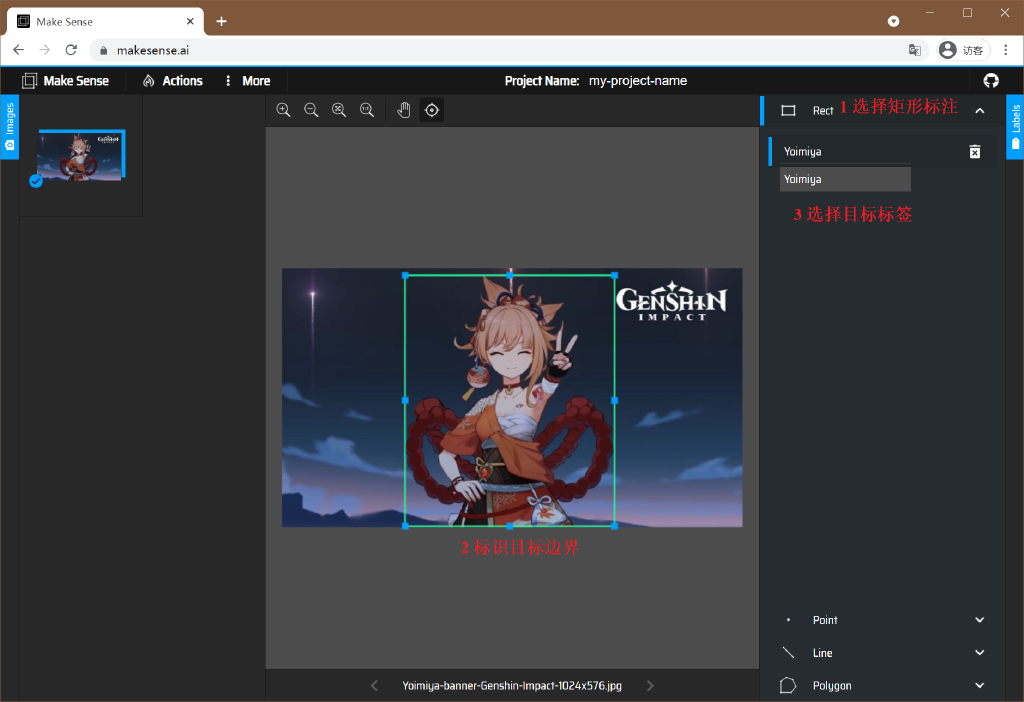 Make Sense
makesense.ai
访客
Make Sense
Actions
More
Project Name: my-project-name
Images
Rect
1 选择矩形标注
Labels
Yoimiya
Yoimiya
3 选择目标标签
GENSHIN
IMPACT
2 标识目标边界
Point
Line
Polygon
Yoimiya-banner-Genshin-Impact-1024x576.jpg